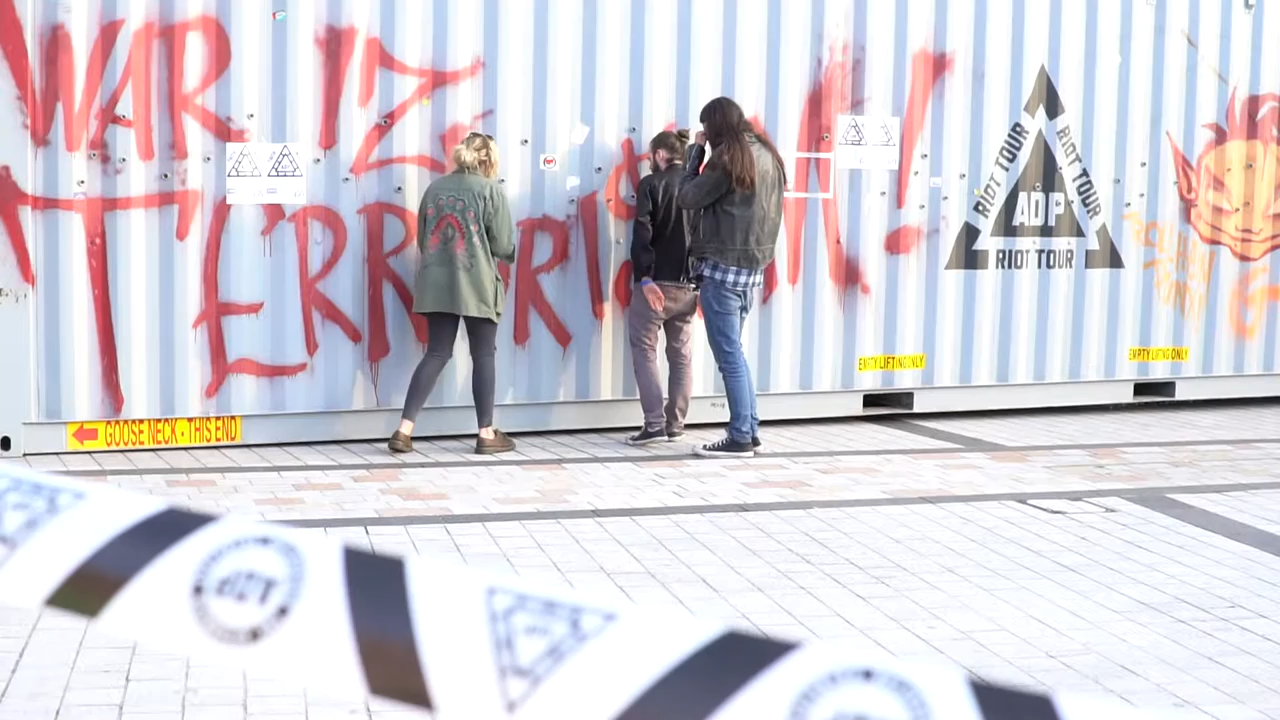 WAR IZ
TERRORISM!
RIOT TOUR
RIOT TOUR
ADP
RIOT TOUR
EMPTY LIFTING ONLY
EMPTY LIFTING ONLY
GOOSE NECK - THIS END